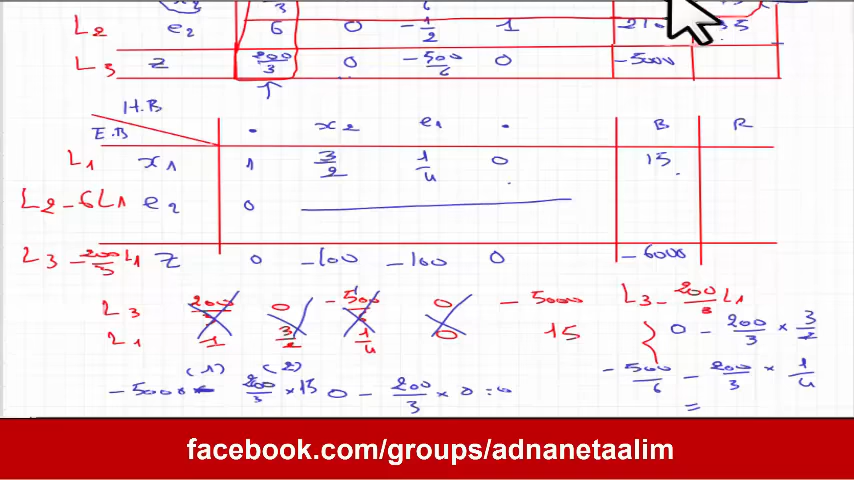 3 6
L2 e2 6 0 -1/2 1 210 35
L3 Z 200/3 0 -500/6 0 -5000
H.B
E.B . x2 e1 . B R
L1 x1 1 3/2 1/4 0 15
L2-6L1 e2 0
L3-200/3 L1 Z 0 -100 -100 0 -6000
L3 200/3 0 -500/6 0 -5000 L3-200/3 L1
L1 1 3/2 1/4 0 15 0 - 200/3 × 3/2
(1) (2) -500/6 - 200/3 × 1/4
-5000 - 200/3 × 15 0 - 200/3 × 0 = 0 =
facebook.com/groups/adnanetaalim